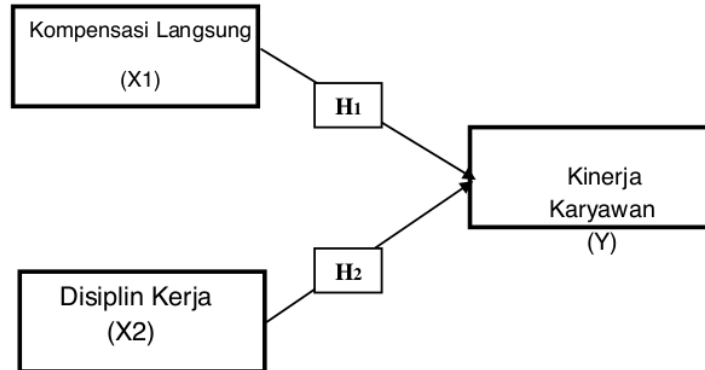 Kompensasi Langsung
(X1)
H1
Kinerja
Karyawan
(Y)
H2
Disiplin Kerja
(X2)